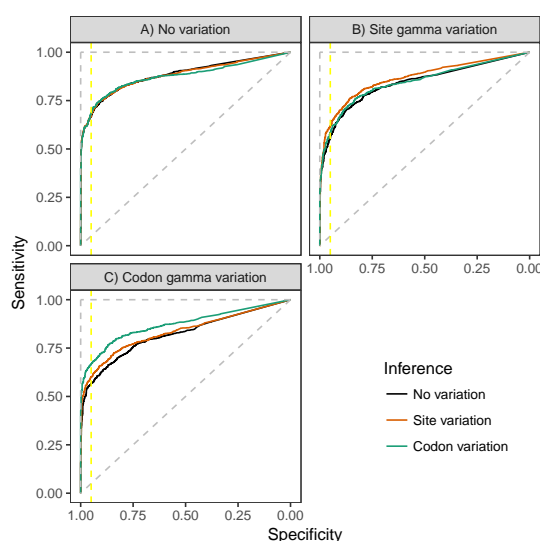 A) No variation
B) Site gamma variation
1.00
0.75
0.50
0.25
0.00
1.00 0.75 0.50 0.25 0.00
C) Codon gamma variation
1.00
0.75
0.50
0.25
0.00
1.00 0.75 0.50 0.25 0.00
Sensitivity
Specificity
Inference
No variation
Site variation
Codon variation